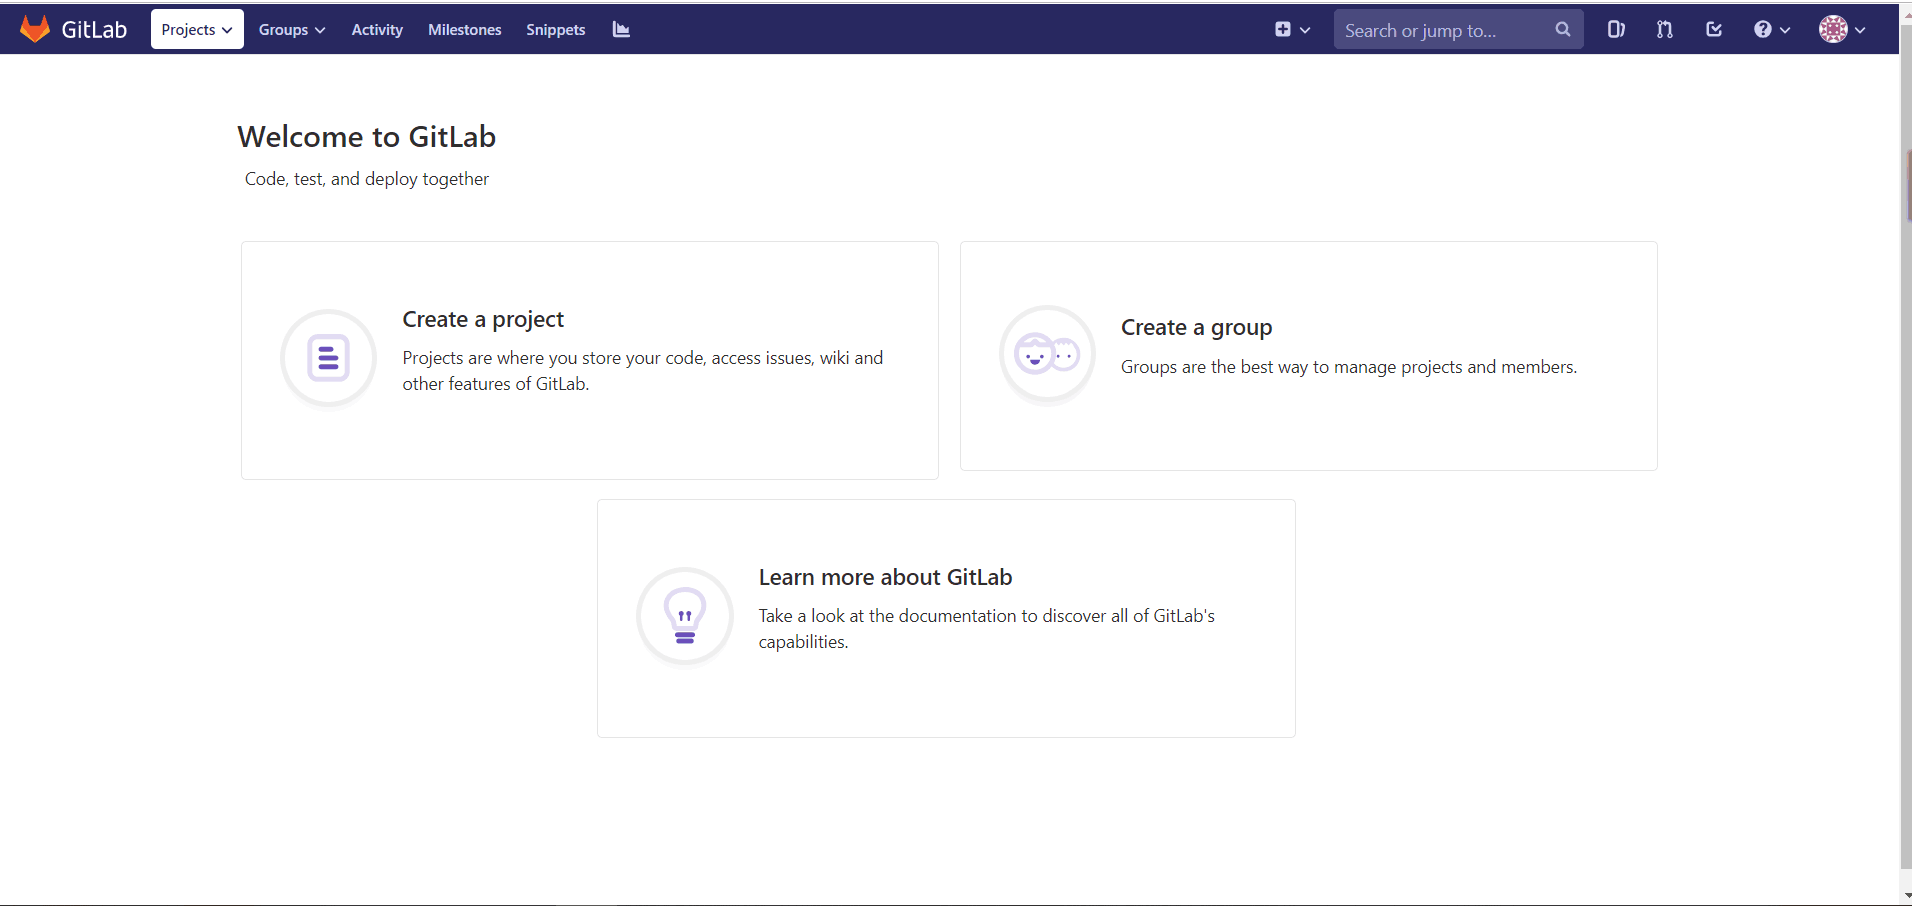 GitLab Projects Groups Activity Milestones Snippets Search or jump to...
Welcome to GitLab
Code, test, and deploy together
Create a project
Projects are where you store your code, access issues, wiki and
other features of GitLab.
Create a group
Groups are the best way to manage projects and members.
Learn more about GitLab
Take a look at the documentation to discover all of GitLab's
capabilities.